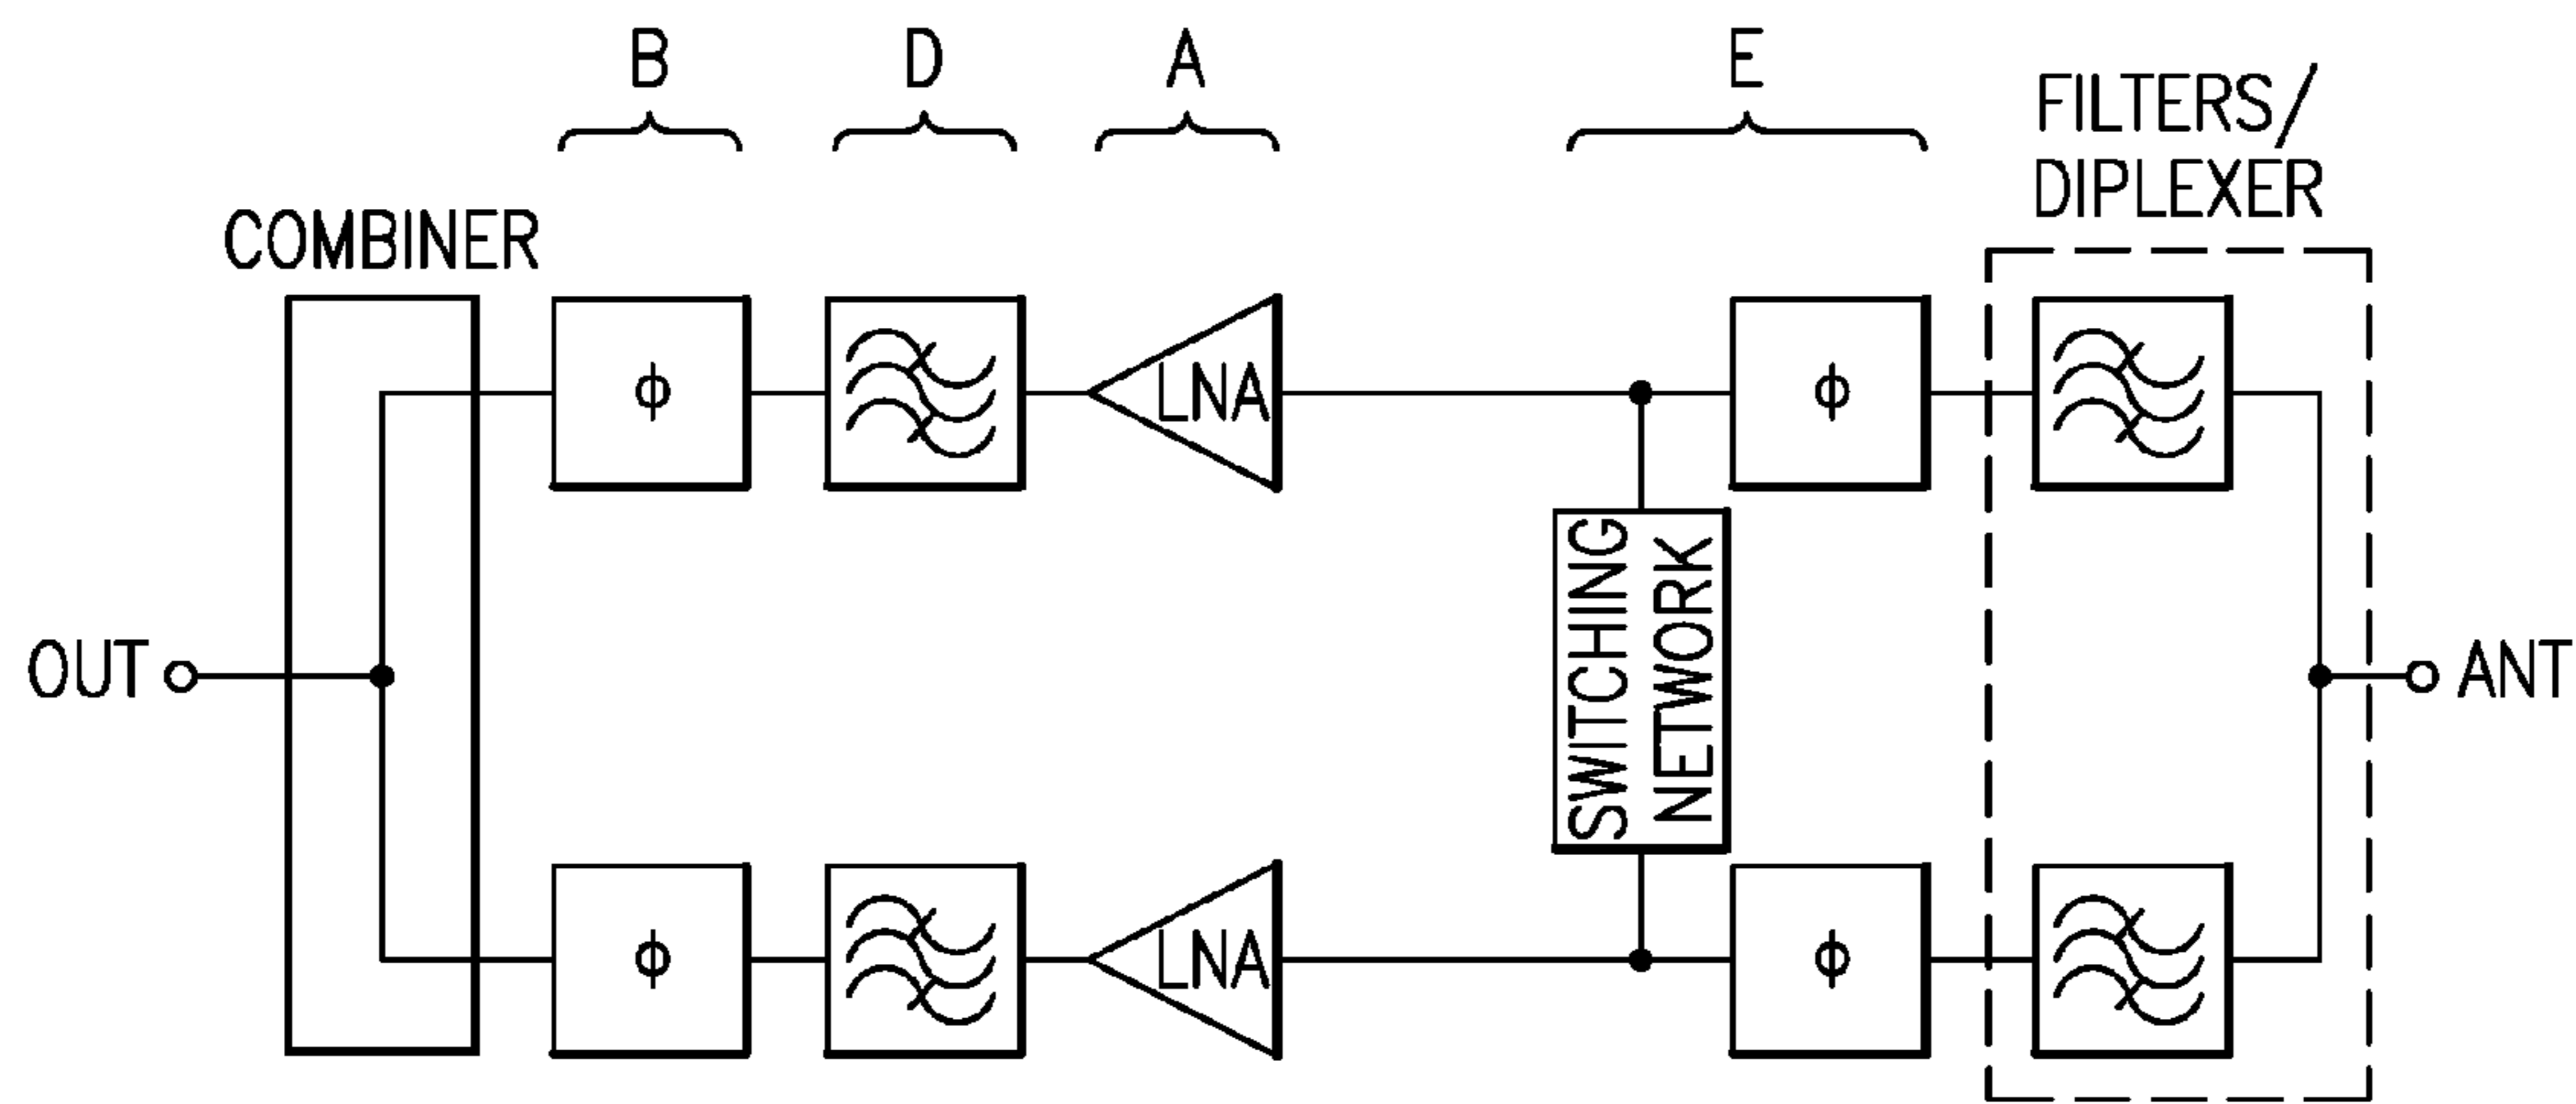 B
D
A
E
FILTERS/
DIPLEXER
COMBINER
ϕ
LNA
ϕ
SWITCHING
NETWORK
OUT
ANT
ϕ
LNA
ϕ